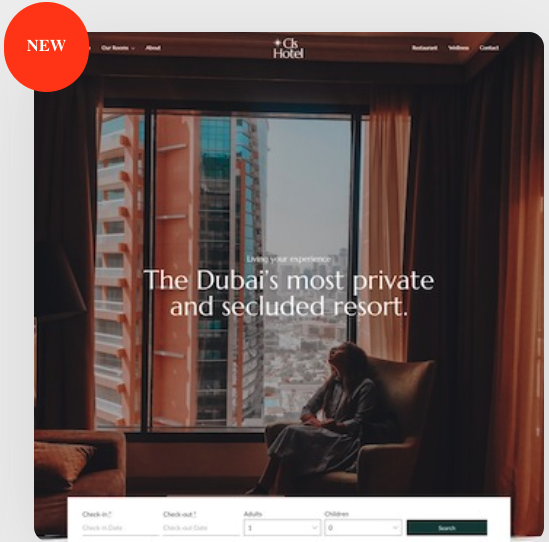 NEW
Our Rooms
About
Cls
Hotel
Restaurant
Wellness
Contact
Living your experience
The Dubai's most private
and secluded resort.
Check-in *
Check-out *
Adults
Children
Check-in Date
Check-out Date
1
0
Search